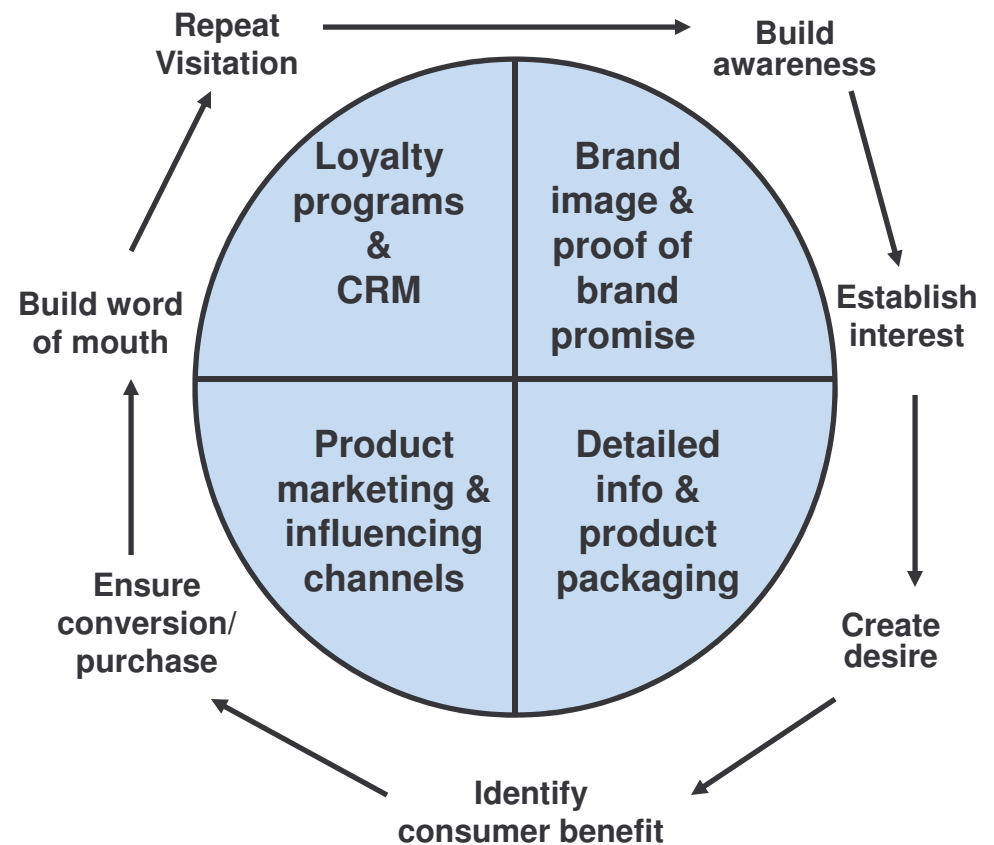 Repeat
Visitation
Build
awareness
Loyalty
programs
&
CRM
Brand
image &
proof of
brand
promise
Build word
of mouth
Establish
interest
Product
marketing &
influencing
channels
Detailed
info &
product
packaging
Ensure
conversion/
purchase
Create
desire
Identify
consumer benefit